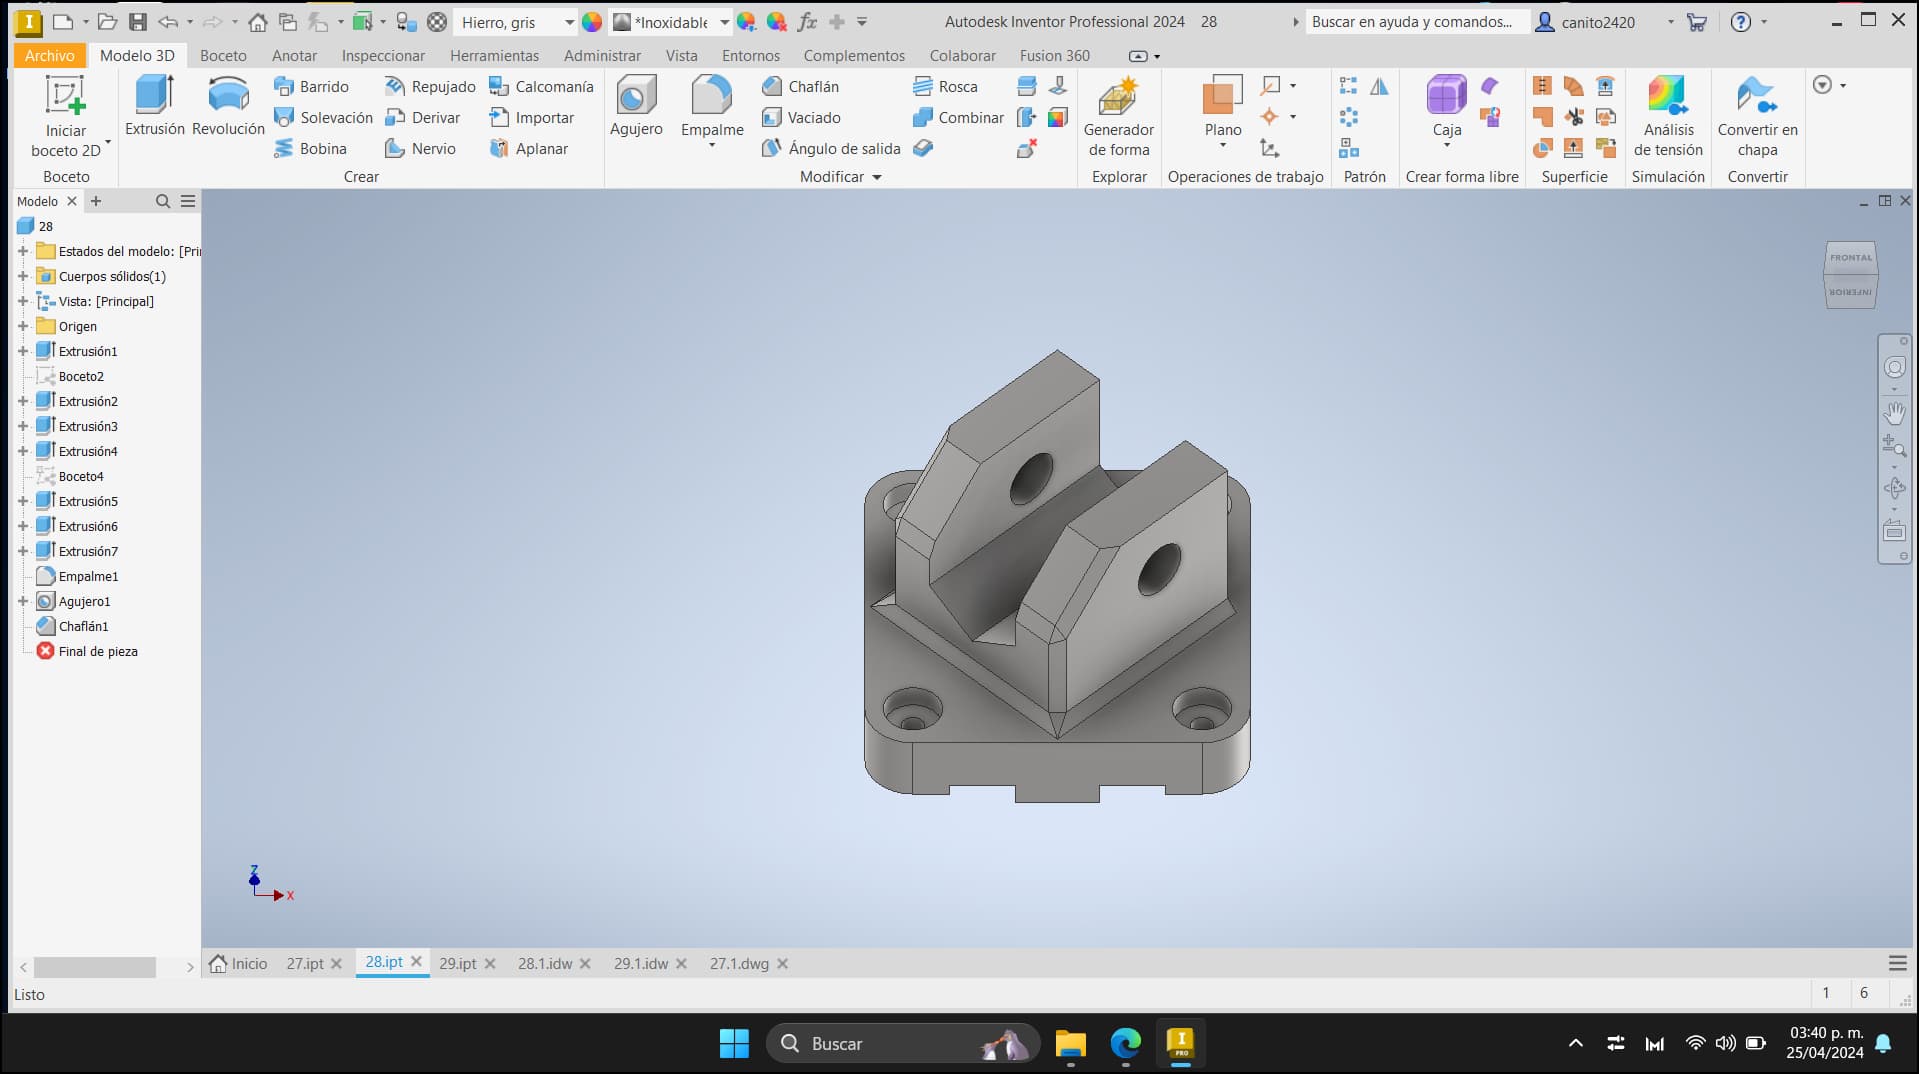 Hierro, gris
*Inoxidable
fx
Autodesk Inventor Professional 2024 28
Buscar en ayuda y comandos...
canito2420
Archivo
Modelo 3D
Boceto
Anotar
Inspeccionar
Herramientas
Administrar
Vista
Entornos
Complementos
Colaborar
Fusion 360
Iniciar
boceto 2D
Boceto
Extrusión
Revolución
Barrido
Solevación
Bobina
Repujado
Derivar
Nervio
Calcomanía
Importar
Aplanar
Crear
Agujero
Empalme
Chaflán
Vaciado
Ángulo de salida
Rosca
Combinar
Modificar
Generador
de forma
Explorar
Plano
Operaciones de trabajo
Patrón
Caja
Crear forma libre
Superficie
Análisis
de tensión
Simulación
Convertir en
chapa
Convertir
Modelo
28
Estados del modelo: [Pri
Cuerpos sólidos(1)
Vista: [Principal]
Origen
Extrusión1
Boceto2
Extrusión2
Extrusión3
Extrusión4
Boceto4
Extrusión5
Extrusión6
Extrusión7
Empalme1
Agujero1
Chaflán1
Final de pieza
FRONTAL
INFERIOR
Z
X
Inicio
27.ipt
28.ipt
29.ipt
28.1.idw
29.1.idw
27.1.dwg
Listo
1
6
Buscar
I
PRO
03:40 p. m.
25/04/2024